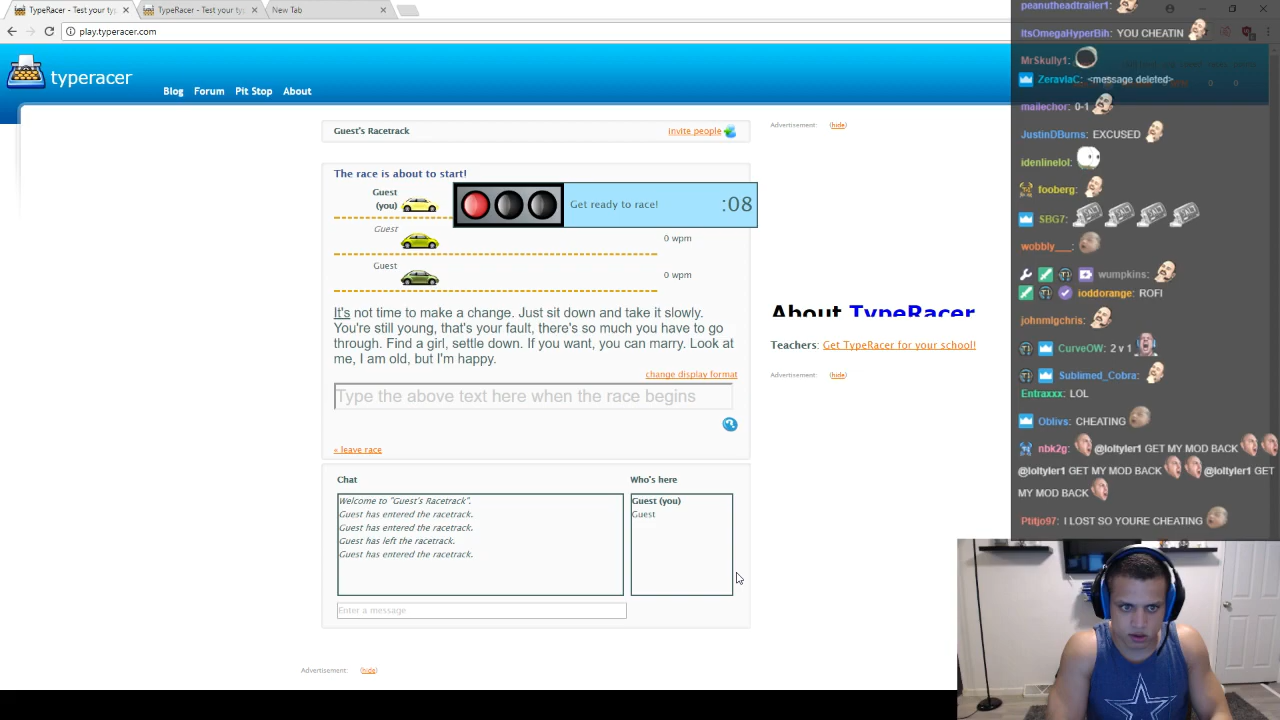 TypeRacer - Test your typ
TypeRacer - Test your ty
New Tab
play.typeracer.com
typeracer
Blog Forum Pit Stop About
Guest's Racetrack
invite people
Advertisement: (hide)
The race is about to start!
Guest
(you)
Get ready to race! :08
Guest
0 wpm
Guest
0 wpm
It's not time to make a change. Just sit down and take it slowly.
You're still young, that's your fault, there's so much you have to go
through. Find a girl, settle down. If you want, you can marry. Look at
me, I am old, but I'm happy.
change display format
Type the above text here when the race begins
« leave race
About TypeRacer
Teachers: Get TypeRacer for your school!
Advertisement: (hide)
Chat
Who's here
Welcome to "Guest's Racetrack".
Guest has entered the racetrack.
Guest has entered the racetrack.
Guest has left the racetrack.
Guest has entered the racetrack.
Guest (you)
Guest
Enter a message
Advertisement: (hide)
peanutheadtrailer1:
itsOmegaHyperBih: YOU CHEATIN
MrSkully1:
ZeravlaC: <message deleted>
mailechor: 0-1
JustinDBurns: EXCUSED
idenlinelol:
fooberg:
SBG7:
wobbly___:
wumpkins:
ioddorange: ROFl
johnmlgchris:
CurveOW: 2 v 1
Sublimed_Cobra:
Entraxxx: LOL
Oblivs: CHEATING
nbk2g: @loltyler1 GET MY MOD BACK
@loltyler1 GET MY MOD BACK @loltyler1 GET
MY MOD BACK
Ptitjo97: I LOST SO YOURE CHEATING